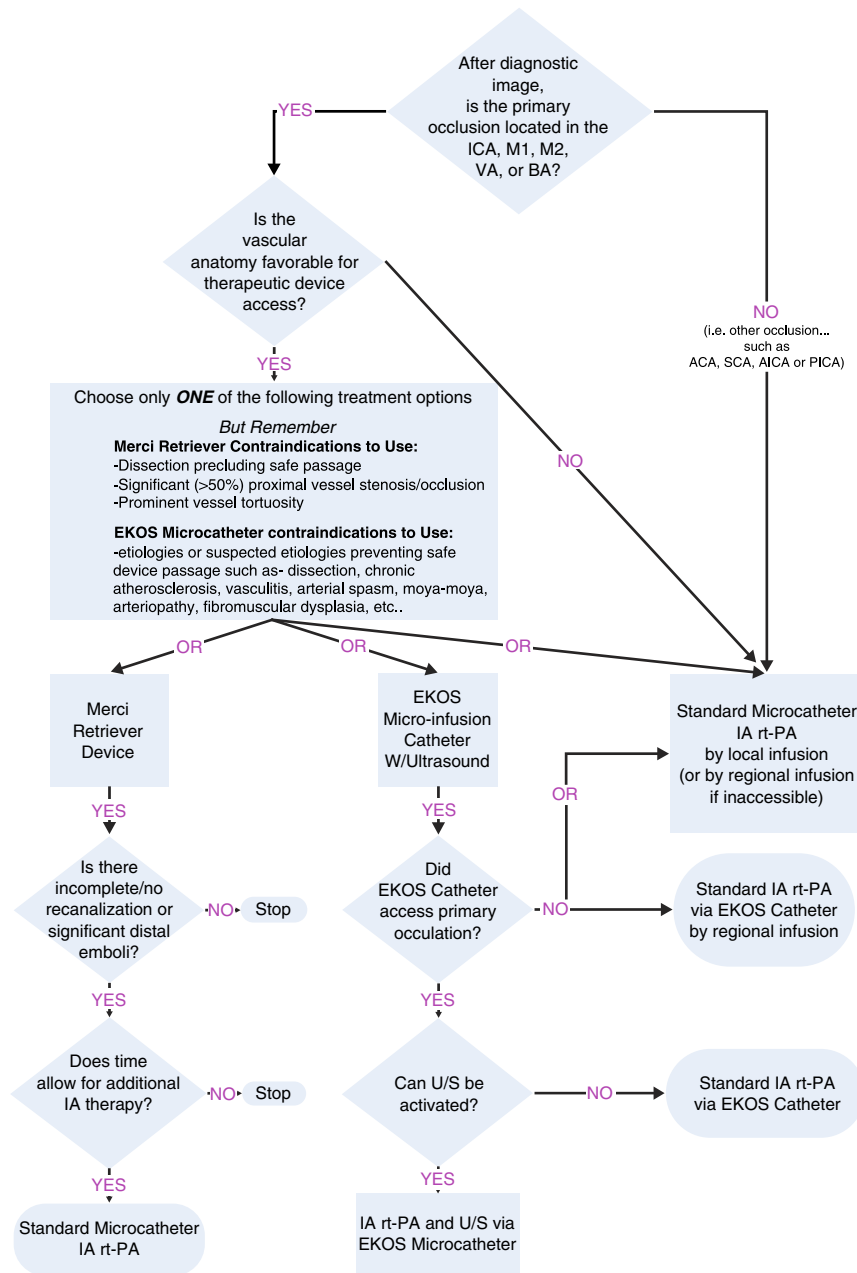 After diagnostic
image,
is the primary
occlusion located in the
ICA, M1, M2,
VA, or BA?
YES
Is the
vascular
anatomy favorable for
therapeutic device
access?
NO
(i.e. other occlusion...
such as
ACA, SCA, AICA or PICA)
YES
Choose only ONE of the following treatment options
But Remember
Merci Retriever Contraindications to Use:
-Dissection precluding safe passage
-Significant (>50%) proximal vessel stenosis/occlusion
-Prominent vessel tortuosity
EKOS Microcatheter contraindications to Use:
-etiologies or suspected etiologies preventing safe
device passage such as- dissection, chronic
atherosclerosis, vasculitis, arterial spasm, moya-moya,
arteriopathy, fibromuscular dysplasia, etc..
NO
OR
OR
OR
Merci
Retriever
Device
EKOS
Micro-infusion
Catheter
W/Ultrasound
Standard Microcatheter
IA rt-PA
by local infusion
(or by regional infusion
if inaccessible)
YES
YES
OR
Is there
incomplete/no
recanalization or
significant distal
emboli?
NO
Stop
Did
EKOS Catheter
access primary
occulation?
NO
Standard IA rt-PA
via EKOS Catheter
by regional infusion
YES
YES
Does time
allow for additional
IA therapy?
NO
Stop
Can U/S be
activated?
NO
Standard IA rt-PA
via EKOS Catheter
YES
YES
Standard Microcatheter
IA rt-PA
IA rt-PA and U/S via
EKOS Microcatheter